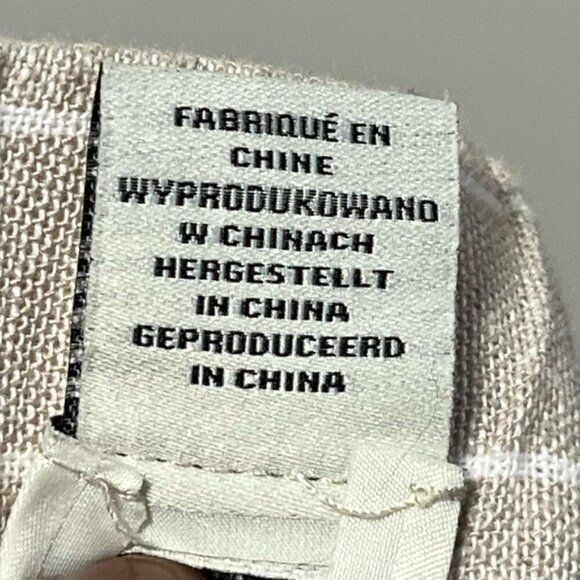 FABRIQUÉ EN
CHINE
WYPRODUKOWANO
W CHINACH
HERGESTELLT
IN CHINA
GEPRODUCEERD
IN CHINA